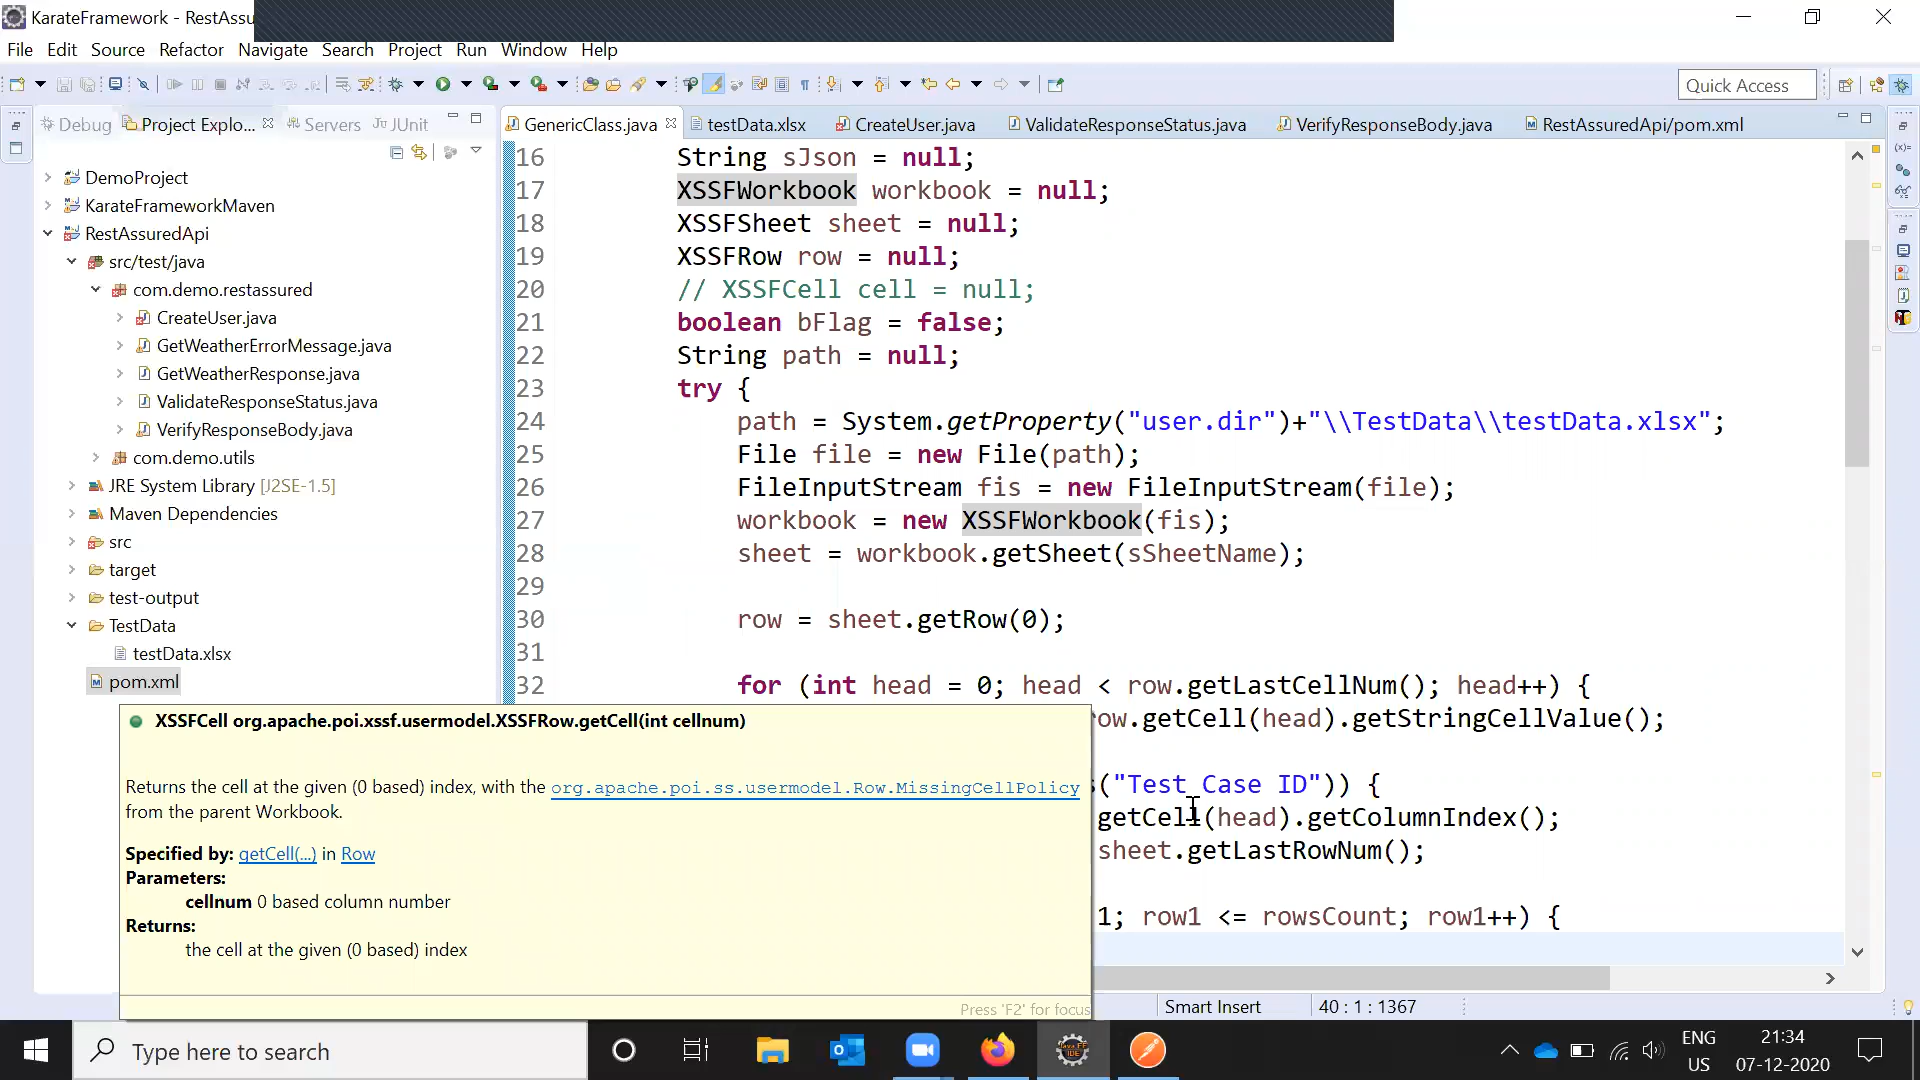 KarateFramework - RestAssu
File Edit Source Refactor Navigate Search Project Run Window Help
Quick Access
Debug
Project Explo...
Servers
JUnit
GenericClass.java
testData.xlsx
CreateUser.java
ValidateResponseStatus.java
VerifyResponseBody.java
RestAssuredApi/pom.xml
DemoProject
KarateFrameworkMaven
RestAssuredApi
src/test/java
com.demo.restassured
CreateUser.java
GetWeatherErrorMessage.java
GetWeatherResponse.java
ValidateResponseStatus.java
VerifyResponseBody.java
com.demo.utils
JRE System Library [J2SE-1.5]
Maven Dependencies
src
target
test-output
TestData
testData.xlsx
pom.xml
16 String sJson = null;
17 XSSFWorkbook workbook = null;
18 XSSFSheet sheet = null;
19 XSSFRow row = null;
20 // XSSFCell cell = null;
21 boolean bFlag = false;
22 String path = null;
23 try {
24 path = System.getProperty("user.dir")+"\\TestData\\testData.xlsx";
25 File file = new File(path);
26 FileInputStream fis = new FileInputStream(file);
27 workbook = new XSSFWorkbook(fis);
28 sheet = workbook.getSheet(sSheetName);
29
30 row = sheet.getRow(0);
31
32 for (int head = 0; head < row.getLastCellNum(); head++) {
ow.getCell(head).getStringCellValue();
("Test Case ID")) {
getCell(head).getColumnIndex();
sheet.getLastRowNum();
1; row1 <= rowsCount; row1++) {
XSSFCell org.apache.poi.xssf.usermodel.XSSFRow.getCell(int cellnum)
Returns the cell at the given (0 based) index, with the org.apache.poi.ss.usermodel.Row.MissingCellPolicy
from the parent Workbook.
Specified by: getCell(...) in Row
Parameters:
cellnum 0 based column number
Returns:
the cell at the given (0 based) index
Press 'F2' for focus
Smart Insert
40 : 1 : 1367
Type here to search
ENG
US
21:34
07-12-2020